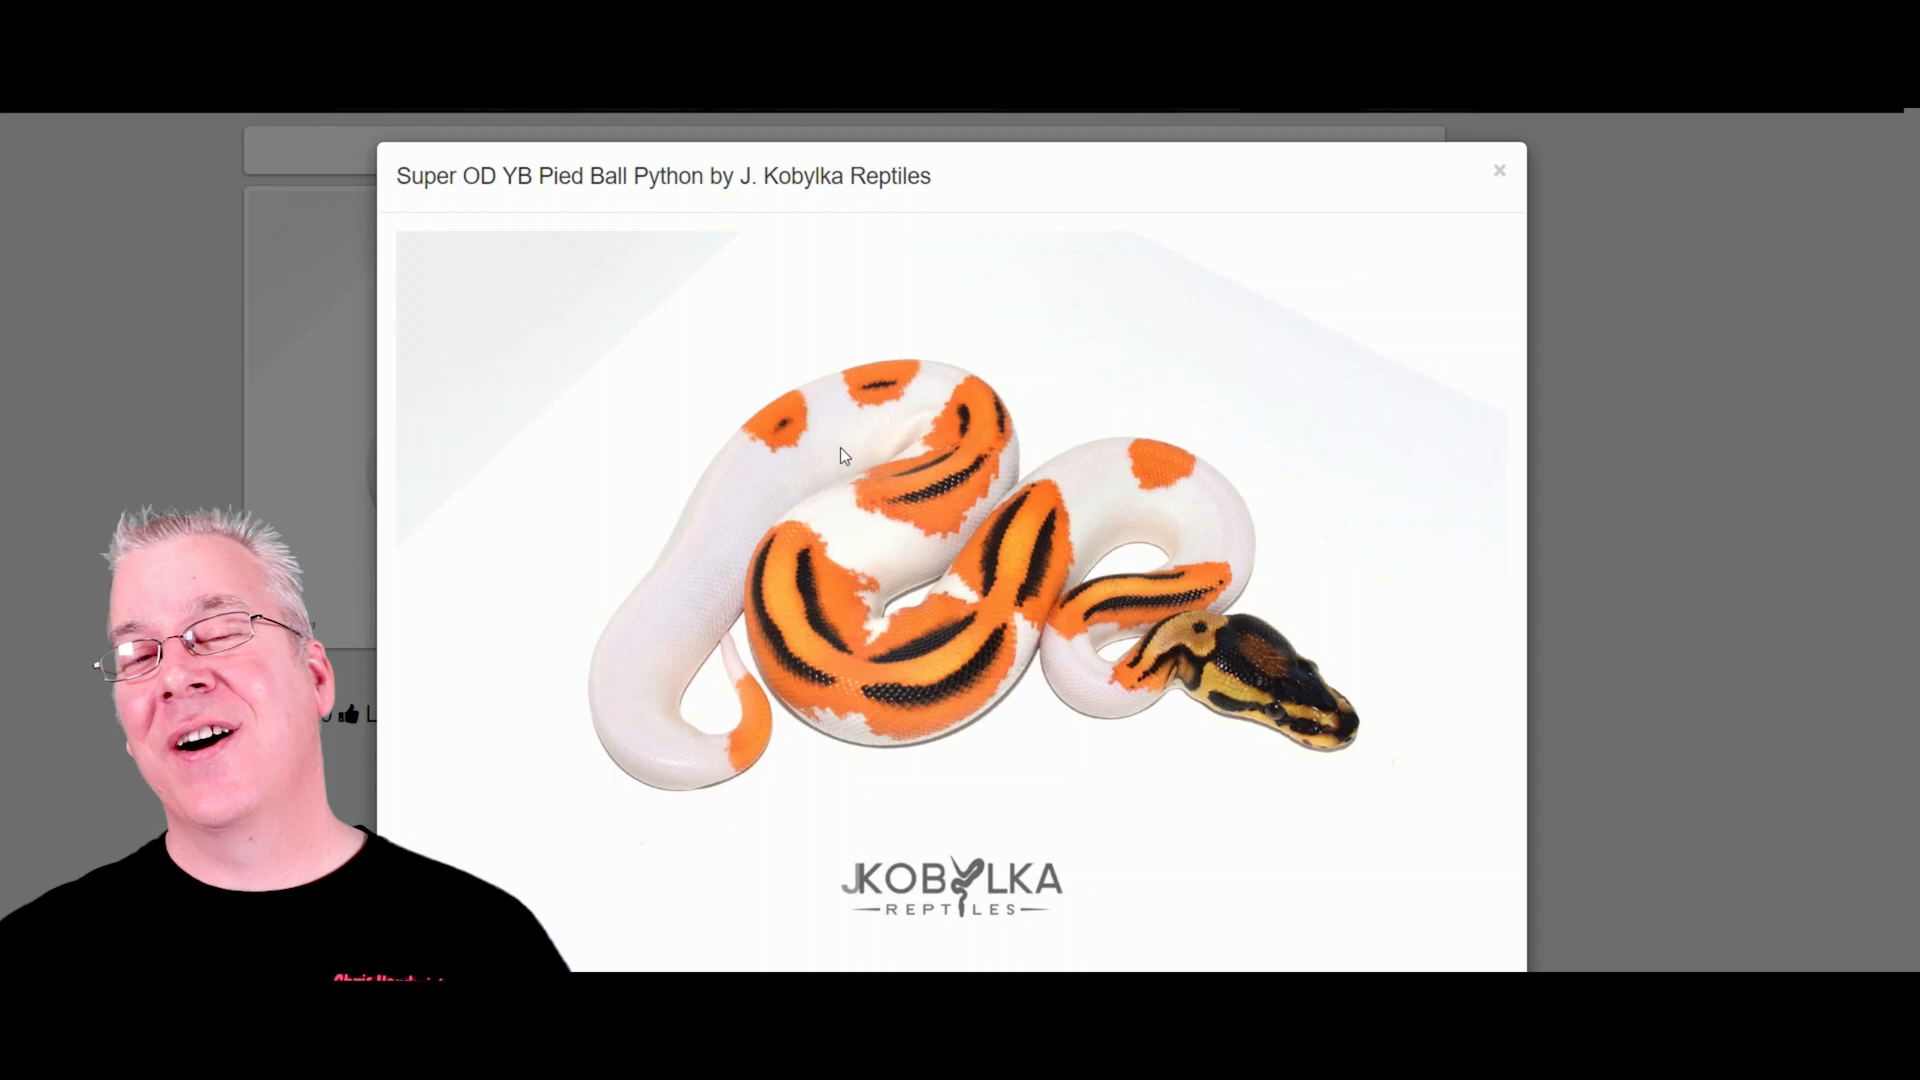 Super OD YB Pied Ball Python by J. Kobylka Reptiles
×
JKOBYLKA
REPTILES